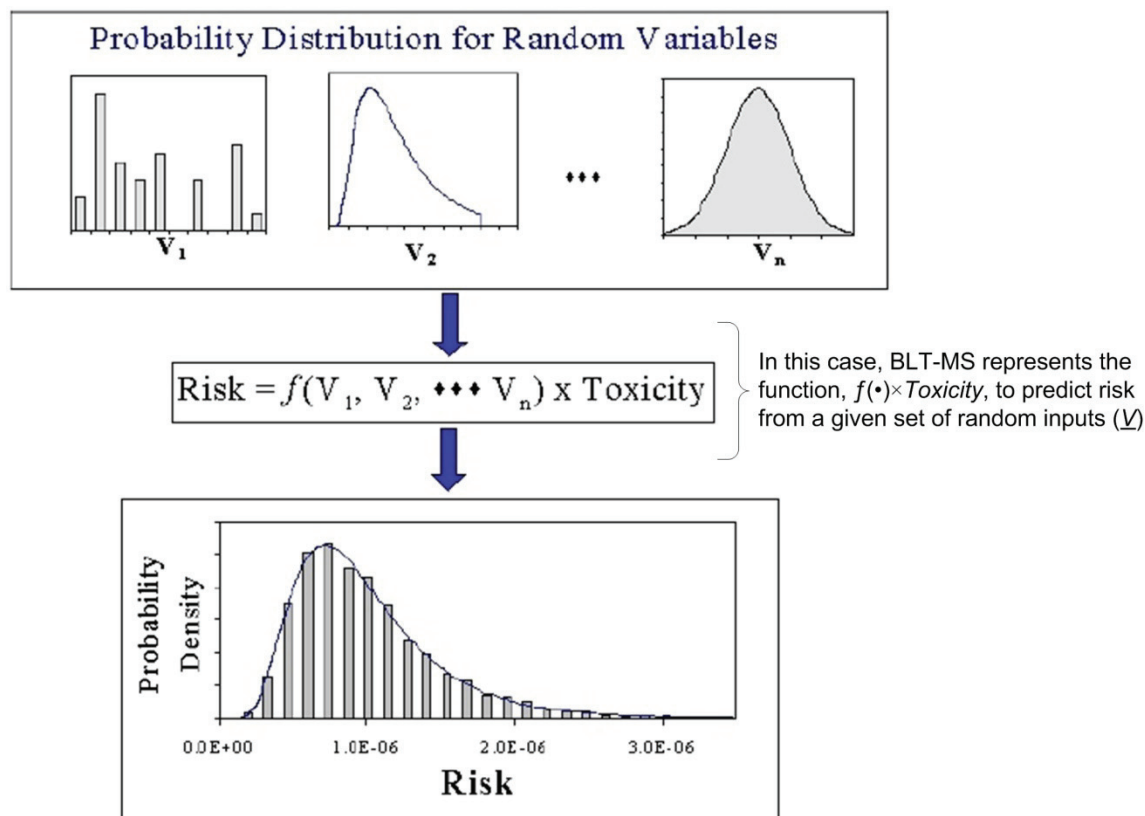 Probability Distribution for Random Variables
V₁
V₂
♦♦♦
Vₙ
Risk = f(V₁, V₂, ♦♦♦ Vₙ) x Toxicity
In this case, BLT-MS represents the
function, f(•)×Toxicity, to predict risk
from a given set of random inputs (V)
Probability
Density
0.0E+00 1.0E-06 2.0E-06 3.0E-06
Risk